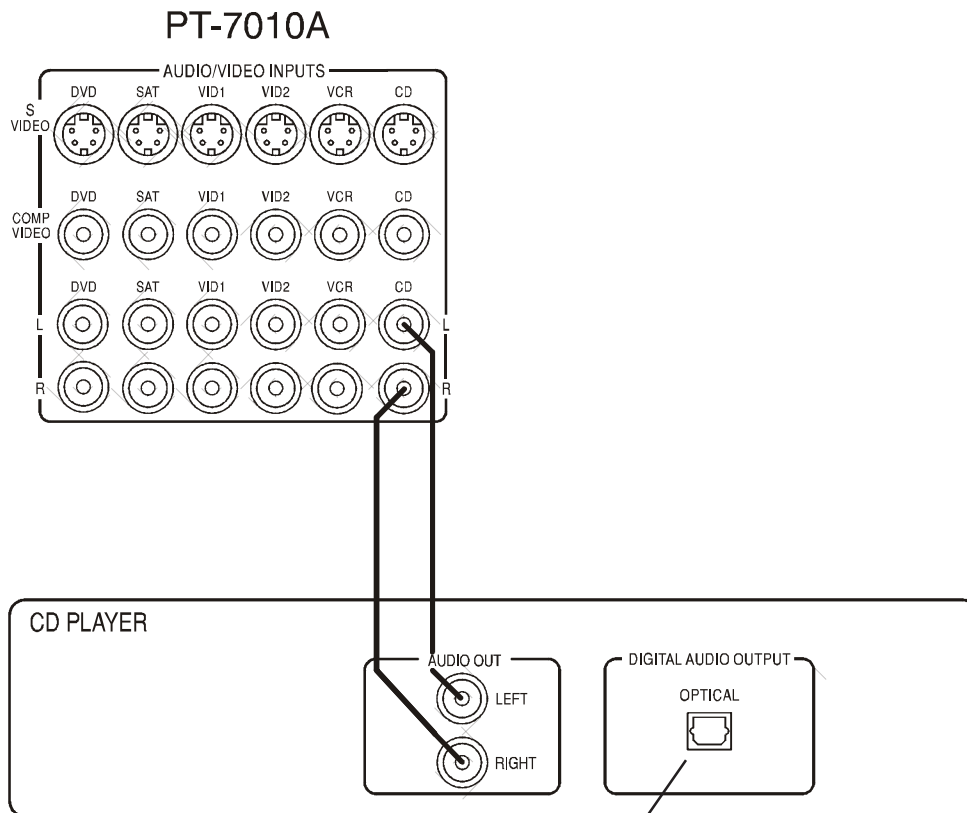 PT-7010A
AUDIO/VIDEO INPUTS
DVD SAT VID1 VID2 VCR CD
S
VIDEO
DVD SAT VID1 VID2 VCR CD
COMP
VIDEO
DVD SAT VID1 VID2 VCR CD
L L
R R
CD PLAYER
AUDIO OUT
LEFT
RIGHT
DIGITAL AUDIO OUTPUT
OPTICAL